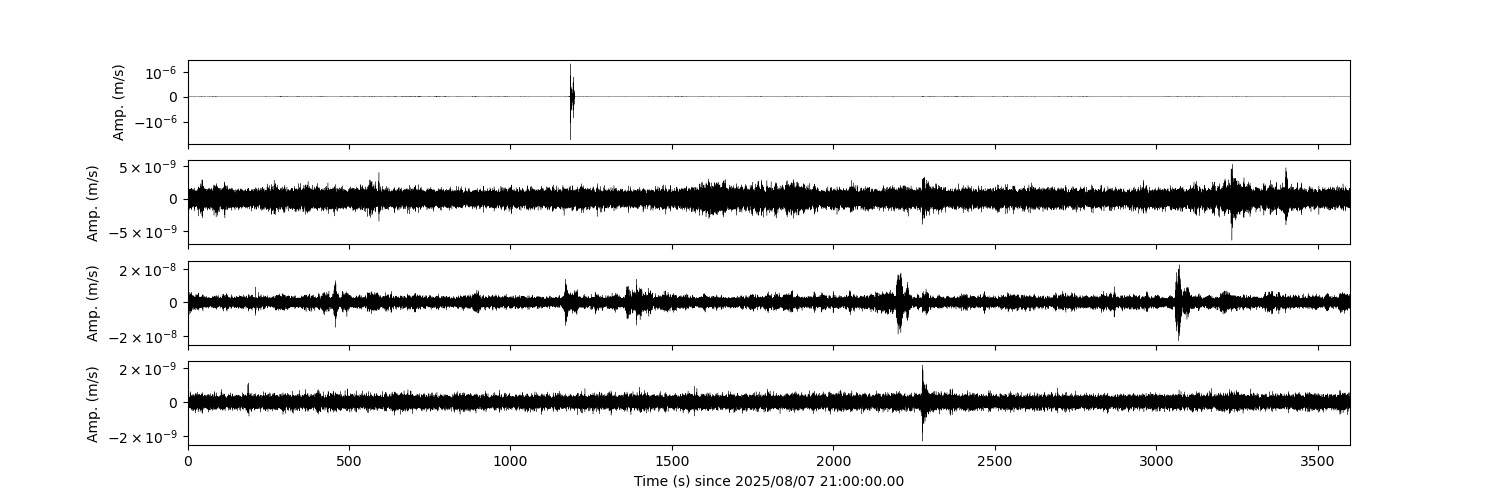 Amp. (m/s)
10⁻⁶
0
−10⁻⁶
Amp. (m/s)
5 × 10⁻⁹
0
−5 × 10⁻⁹
Amp. (m/s)
2 × 10⁻⁸
0
−2 × 10⁻⁸
Amp. (m/s)
2 × 10⁻⁹
0
−2 × 10⁻⁹
0 500 1000 1500 2000 2500 3000 3500
Time (s) since 2025/08/07 21:00:00.00